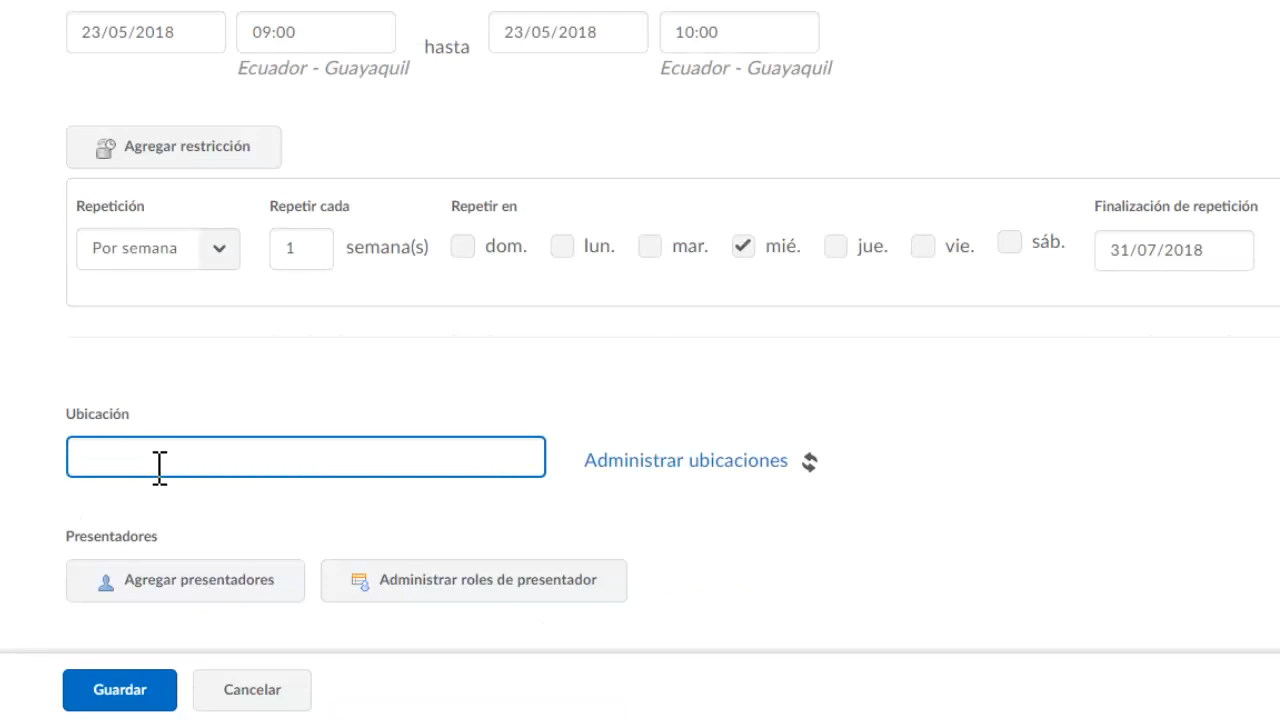 23/05/2018 09:00 hasta 23/05/2018 10:00
Ecuador - Guayaquil Ecuador - Guayaquil
Agregar restricción
Repetición Repetir cada Repetir en Finalización de repetición
Por semana 1 semana(s) dom. lun. mar. mié. jue. vie. sáb. 31/07/2018
Ubicación
Administrar ubicaciones
Presentadores
Agregar presentadores Administrar roles de presentador
Guardar Cancelar